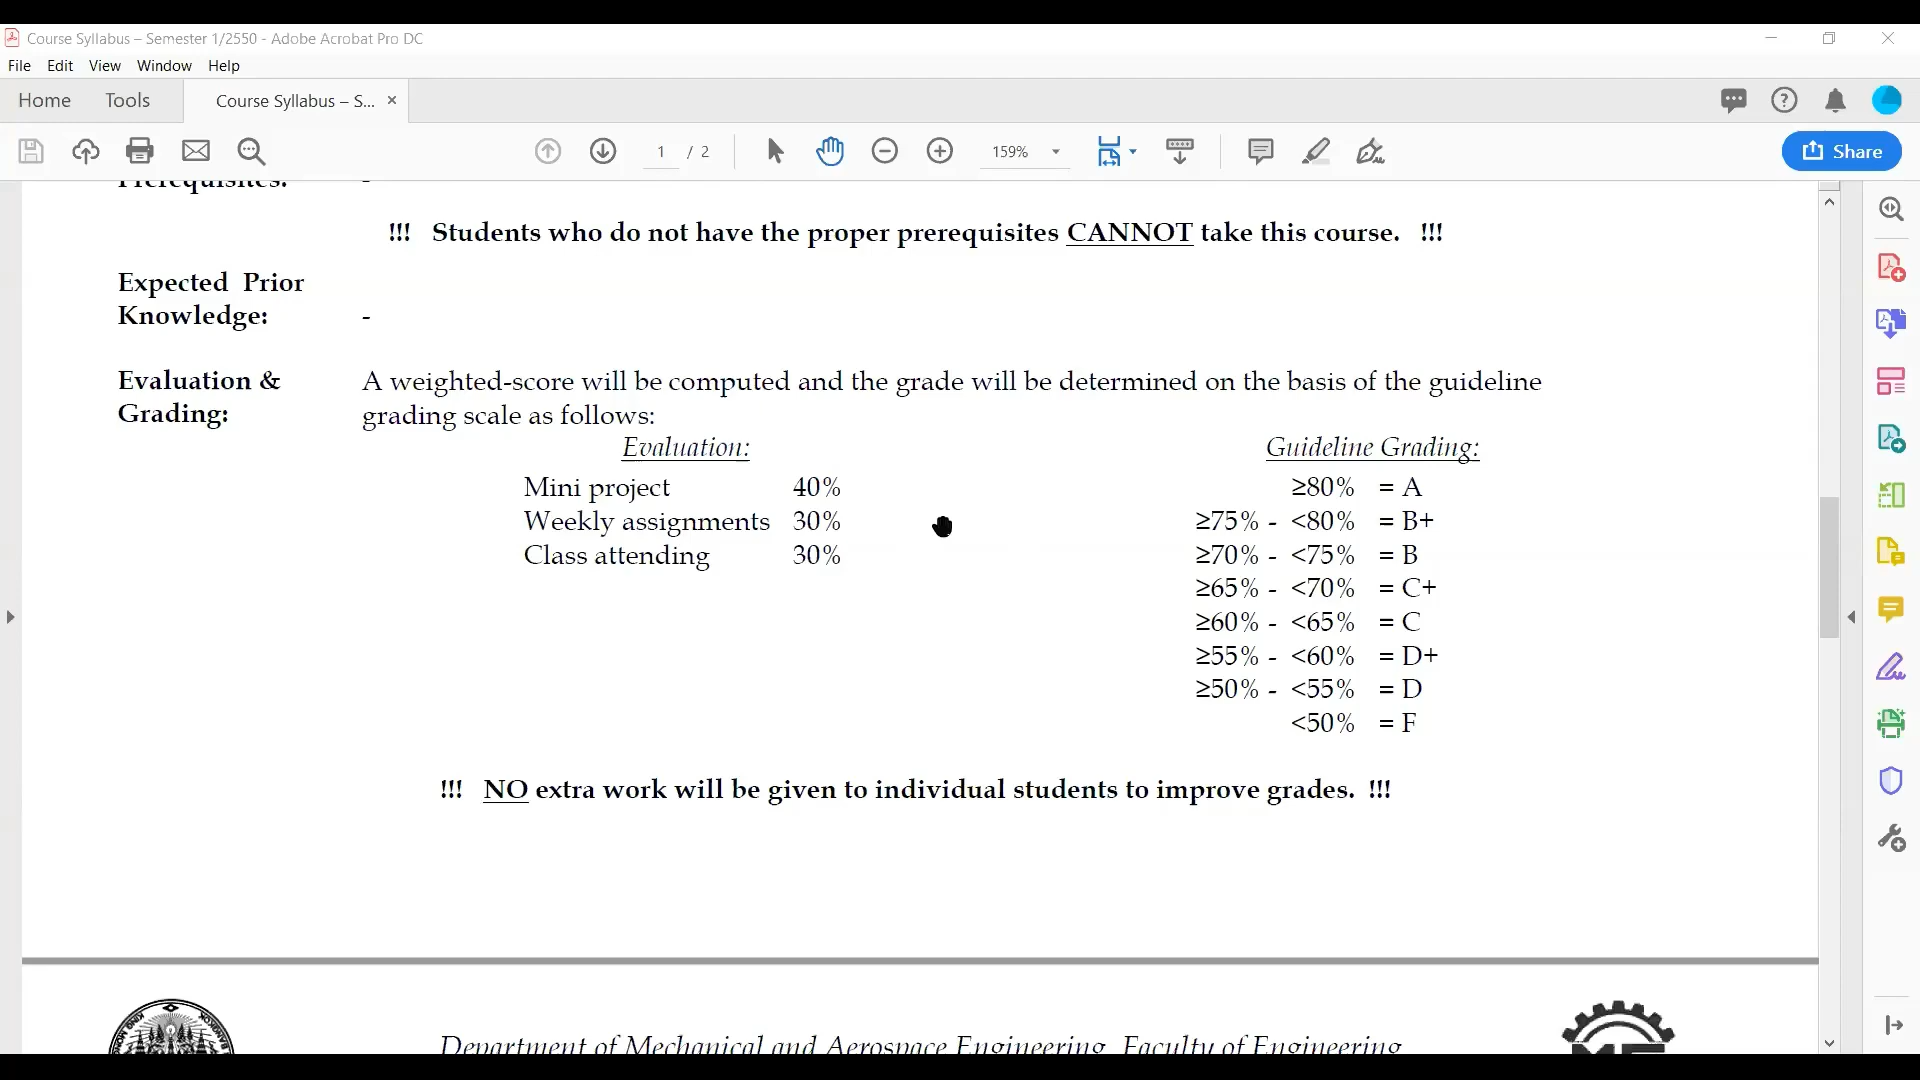 Course Syllabus – Semester 1/2550 - Adobe Acrobat Pro DC
File Edit View Window Help
Home Tools Course Syllabus – S... ×
1 / 2 159% Share
Prerequisites: -
!!! Students who do not have the proper prerequisites CANNOT take this course. !!!
Expected Prior
Knowledge: -
Evaluation & A weighted-score will be computed and the grade will be determined on the basis of the guideline
Grading: grading scale as follows:
Evaluation: Guideline Grading:
Mini project 40% ≥80% = A
Weekly assignments 30% ≥75% - <80% = B+
Class attending 30% ≥70% - <75% = B
≥65% - <70% = C+
≥60% - <65% = C
≥55% - <60% = D+
≥50% - <55% = D
<50% = F
!!! NO extra work will be given to individual students to improve grades. !!!
Department of Mechanical and Aerospace Engineering, Faculty of Engineering